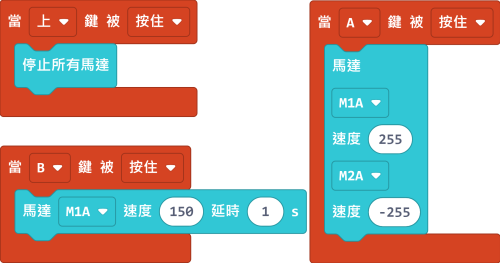 當 上 鍵 被 按住
停止所有馬達
當 B 鍵 被 按住
馬達 M1A 速度 150 延時 1 s
當 A 鍵 被 按住
馬達
M1A
速度 255
M2A
速度 -255